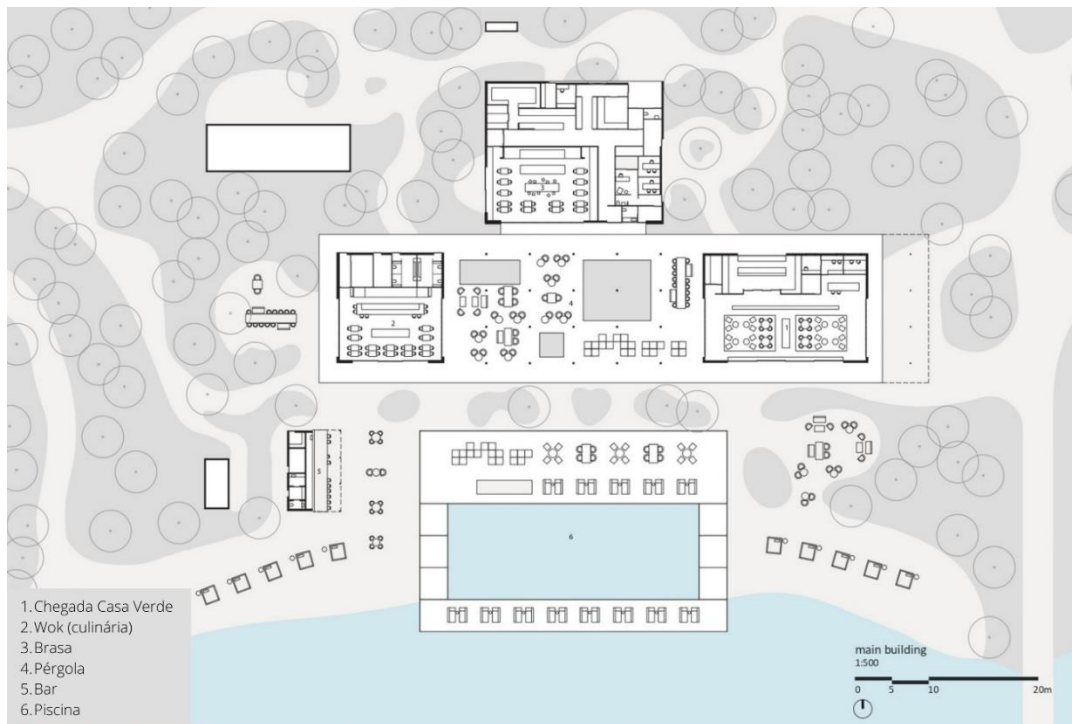 3
4
2
1
5
6
1. Chegada Casa Verde
2. Wok (culinária)
3. Brasa
4. Pérgola
5. Bar
6. Piscina
main building
1:500
0 5 10 20m